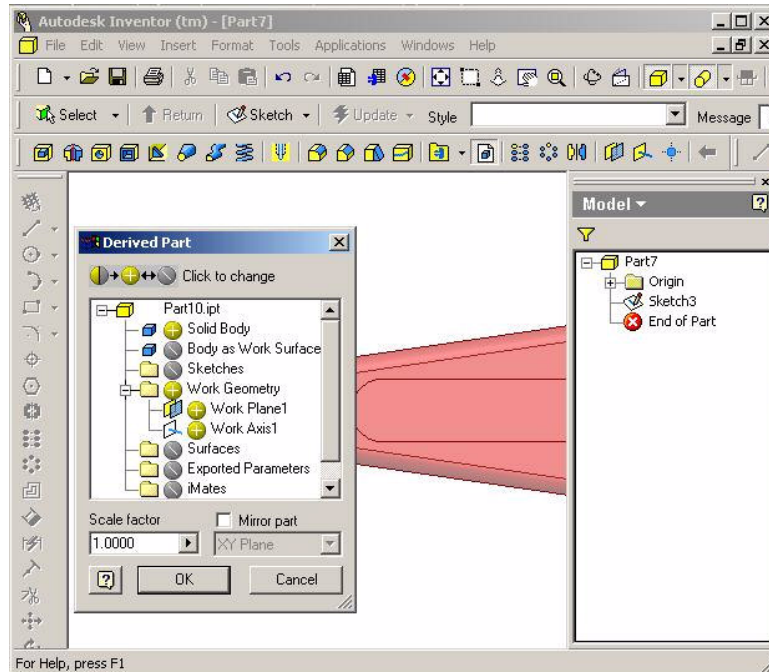 Autodesk Inventor (tm) - [Part7]
File Edit View Insert Format Tools Applications Windows Help
Select Return Sketch Update Style Message
Derived Part
Click to change
Part10.ipt
Solid Body
Body as Work Surface
Sketches
Work Geometry
Work Plane1
Work Axis1
Surfaces
Exported Parameters
iMates
Scale factor
Mirror part
1.0000
XY Plane
OK Cancel
Model
Part7
Origin
Sketch3
End of Part
For Help, press F1